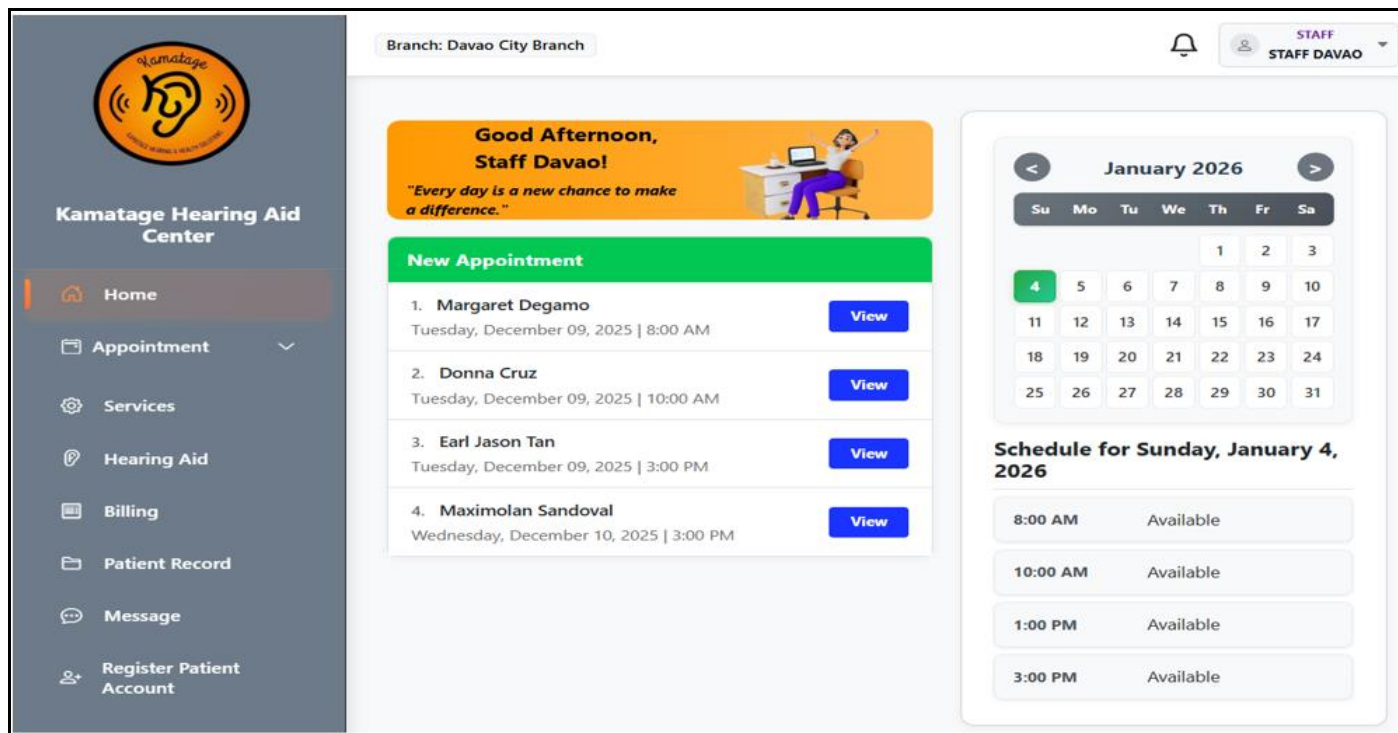 Kamatage
Kamatage Hearing Aid
Center
Home
Appointment
Services
Hearing Aid
Billing
Patient Record
Message
Register Patient
Account
Branch: Davao City Branch
STAFF
STAFF DAVAO
Good Afternoon,
Staff Davao!
"Every day is a new chance to make
a difference."
New Appointment
1. Margaret Degamo
Tuesday, December 09, 2025 | 8:00 AM
View
2. Donna Cruz
Tuesday, December 09, 2025 | 10:00 AM
View
3. Earl Jason Tan
Tuesday, December 09, 2025 | 3:00 PM
View
4. Maximolan Sandoval
Wednesday, December 10, 2025 | 3:00 PM
View
< January 2026 >
Su Mo Tu We Th Fr Sa
1 2 3
4 5 6 7 8 9 10
11 12 13 14 15 16 17
18 19 20 21 22 23 24
25 26 27 28 29 30 31
Schedule for Sunday, January 4,
2026
8:00 AM Available
10:00 AM Available
1:00 PM Available
3:00 PM Available